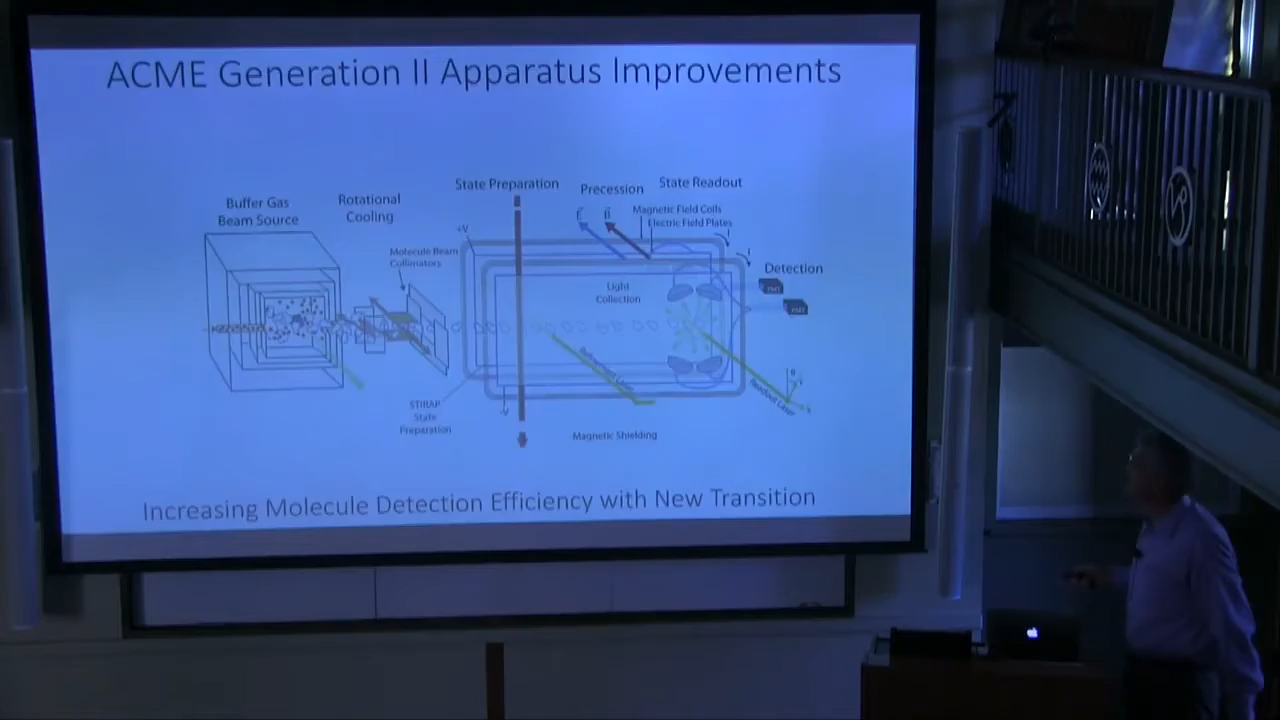 ACME Generation II Apparatus Improvements
State Preparation
Precession
State Readout
Buffer Gas
Beam Source
Rotational
Cooling
Magnetic Field Coils
Electric Field Plates
+V
Molecule Beam
Collimators
Detection
Light
Collection
STIRAP
State
Preparation
Readout Laser
Magnetic Shielding
Increasing Molecule Detection Efficiency with New Transition